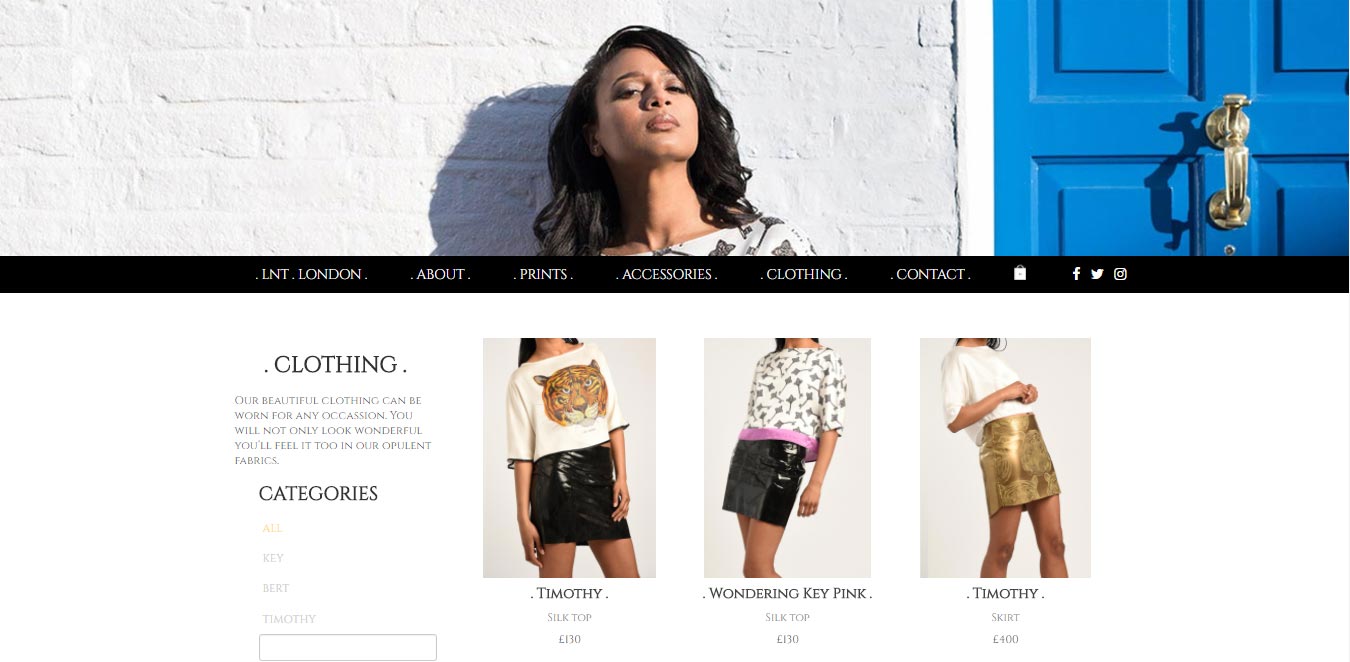 . LNT . LONDON . . ABOUT . . PRINTS . . ACCESSORIES . . CLOTHING . . CONTACT .
. CLOTHING .
Our beautiful clothing can be
worn for any occassion. You
will not only look wonderful
you'll feel it too in our opulent
fabrics.
CATEGORIES
ALL
KEY
BERT
TIMOTHY
. Timothy .
Silk top
£130
. Wondering Key Pink .
Silk top
£130
. Timothy .
Skirt
£400